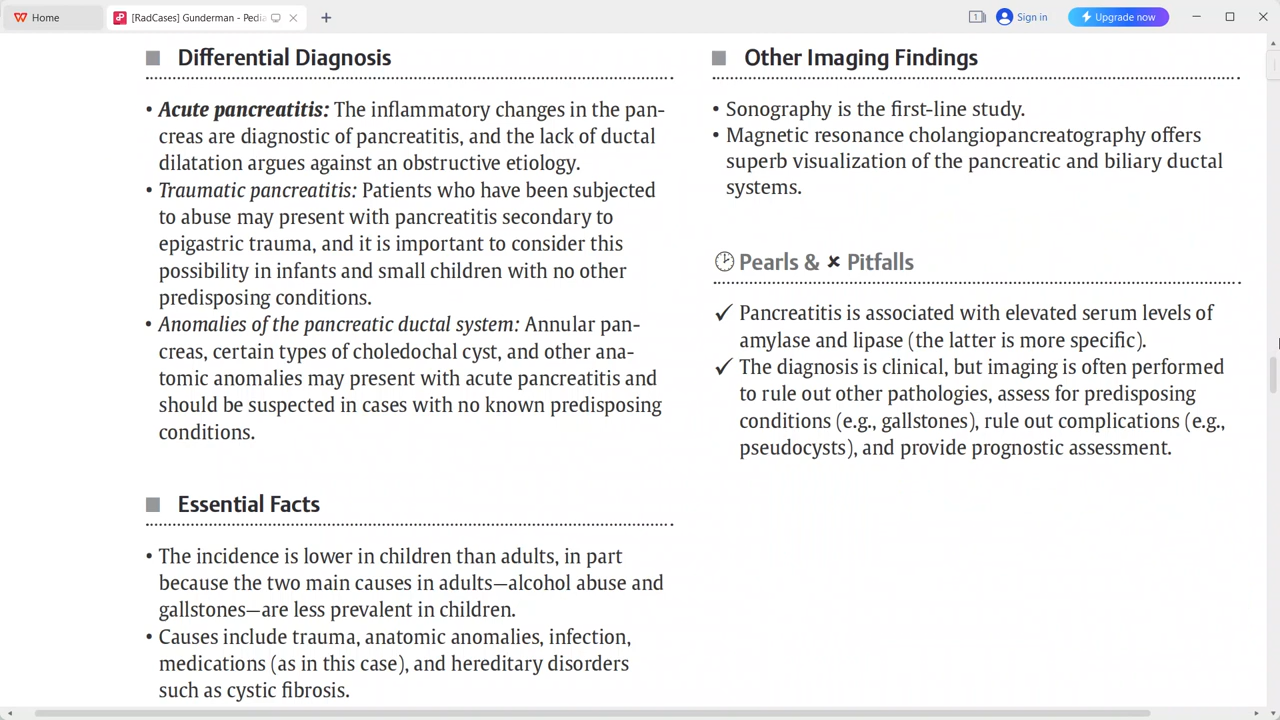 Home
[RadCases] Gunderman - Pedia
1
Sign in
Upgrade now
Differential Diagnosis
• Acute pancreatitis: The inflammatory changes in the pan-
creas are diagnostic of pancreatitis, and the lack of ductal
dilatation argues against an obstructive etiology.
• Traumatic pancreatitis: Patients who have been subjected
to abuse may present with pancreatitis secondary to
epigastric trauma, and it is important to consider this
possibility in infants and small children with no other
predisposing conditions.
• Anomalies of the pancreatic ductal system: Annular pan-
creas, certain types of choledochal cyst, and other ana-
tomic anomalies may present with acute pancreatitis and
should be suspected in cases with no known predisposing
conditions.
Essential Facts
• The incidence is lower in children than adults, in part
because the two main causes in adults—alcohol abuse and
gallstones—are less prevalent in children.
• Causes include trauma, anatomic anomalies, infection,
medications (as in this case), and hereditary disorders
such as cystic fibrosis.
Other Imaging Findings
• Sonography is the first-line study.
• Magnetic resonance cholangiopancreatography offers
superb visualization of the pancreatic and biliary ductal
systems.
Pearls & ✘ Pitfalls
✓ Pancreatitis is associated with elevated serum levels of
amylase and lipase (the latter is more specific).
✓ The diagnosis is clinical, but imaging is often performed
to rule out other pathologies, assess for predisposing
conditions (e.g., gallstones), rule out complications (e.g.,
pseudocysts), and provide prognostic assessment.